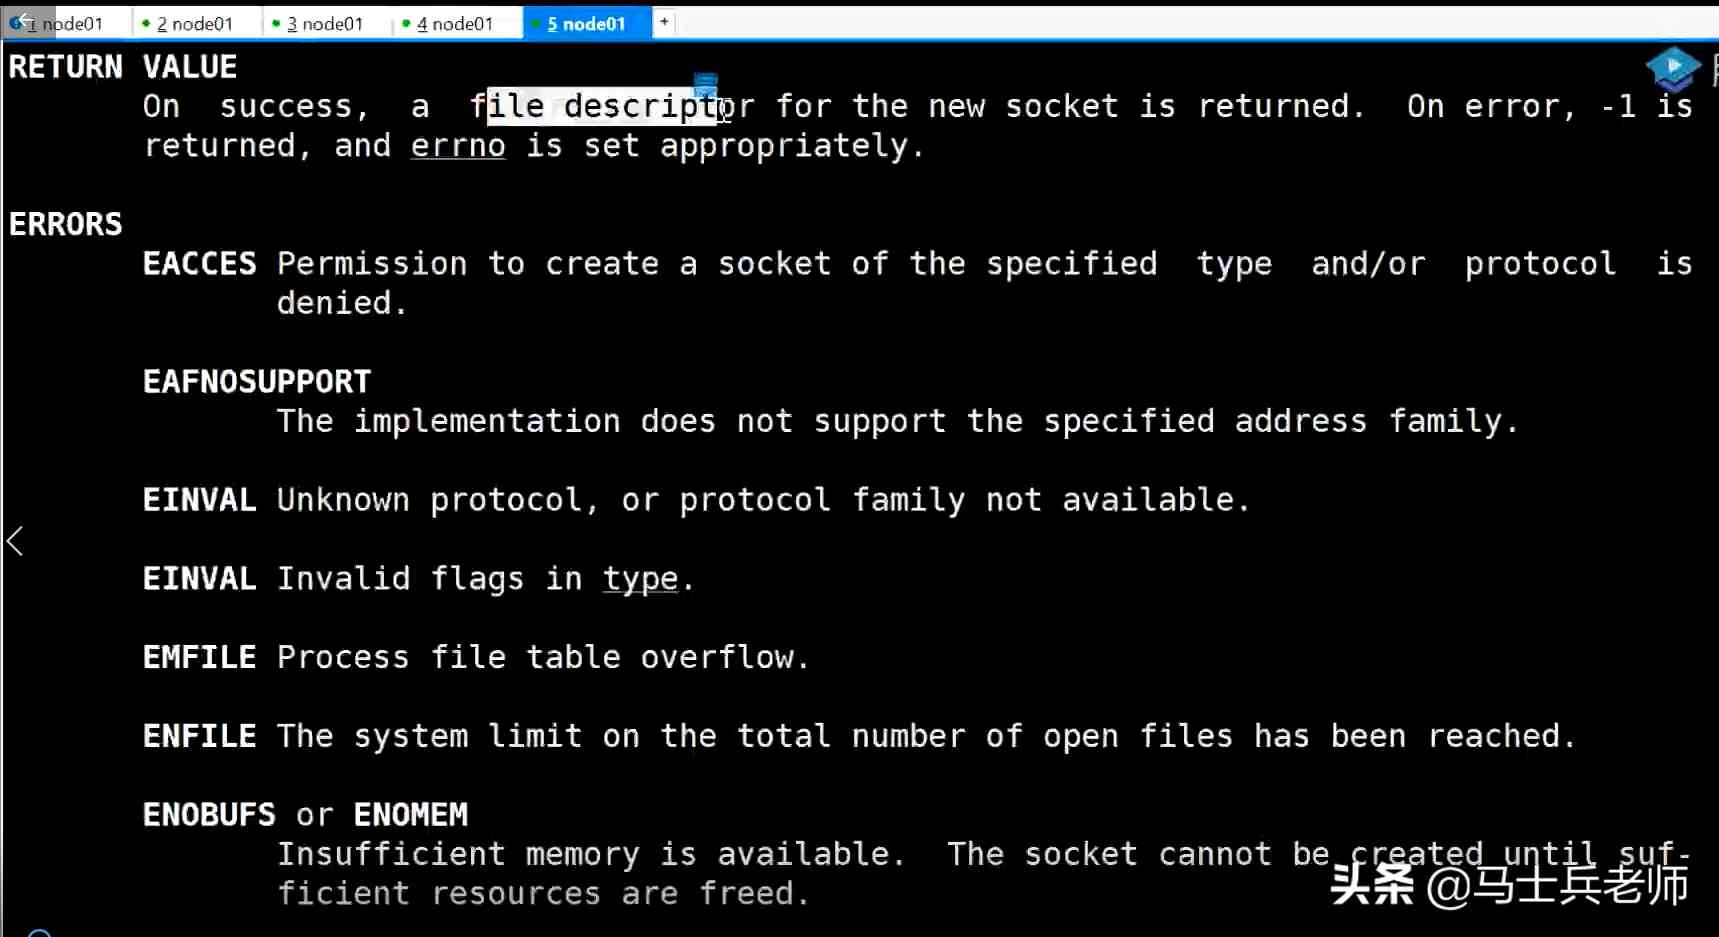 1 node01 2 node01 3 node01 4 node01 5 node01 +
RETURN VALUE
On success, a file descriptor for the new socket is returned. On error, -1 is
returned, and errno is set appropriately.
ERRORS
EACCES Permission to create a socket of the specified type and/or protocol is
denied.
EAFNOSUPPORT
The implementation does not support the specified address family.
EINVAL Unknown protocol, or protocol family not available.
EINVAL Invalid flags in type.
EMFILE Process file table overflow.
ENFILE The system limit on the total number of open files has been reached.
ENOBUFS or ENOMEM
Insufficient memory is available. The socket cannot be created until suf-
ficient resources are freed.
头条 @马士兵老师